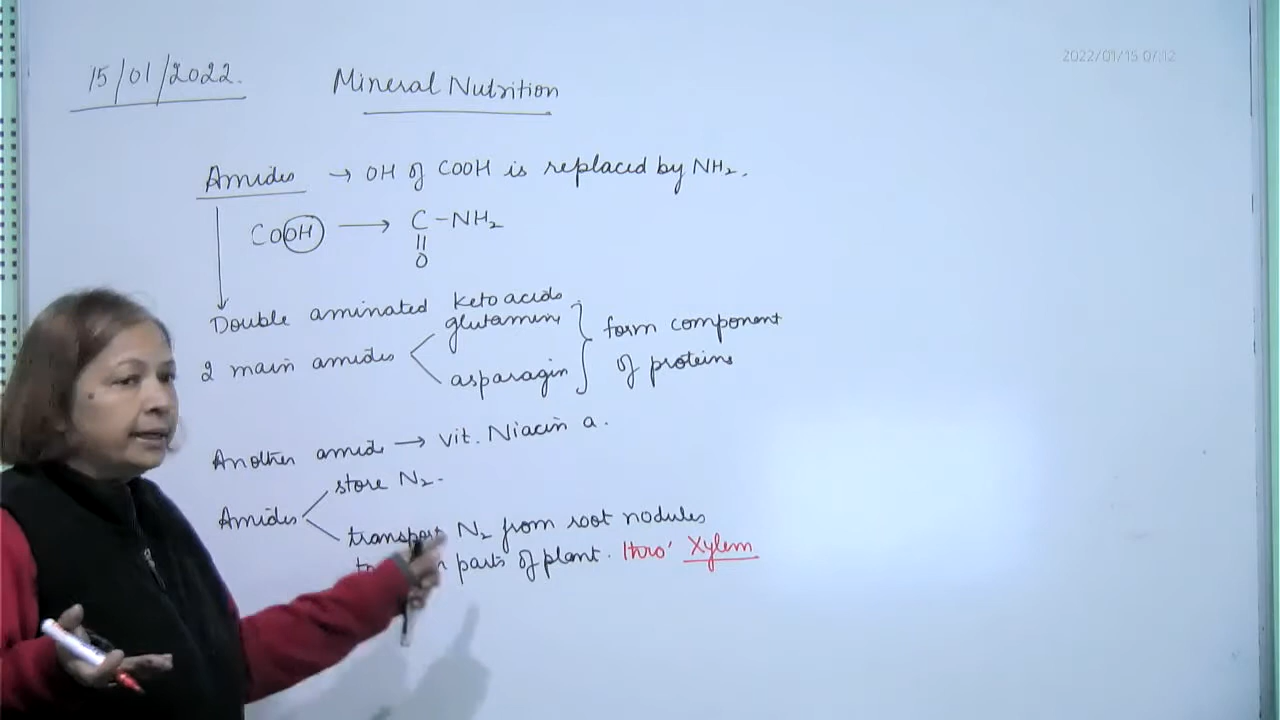 15/01/2022.
Mineral Nutrition
2022/01/15 07:12
Amides → OH of COOH is replaced by NH₂.
COOH → C-NH₂
||
O
Double aminated keto acids
2 main amides glutamin asparagin } form component of proteins
Another amid → vit. Niacin a.
Amides
store N₂.
transport N₂ from root nodules
parts of plant. thro' Xylem